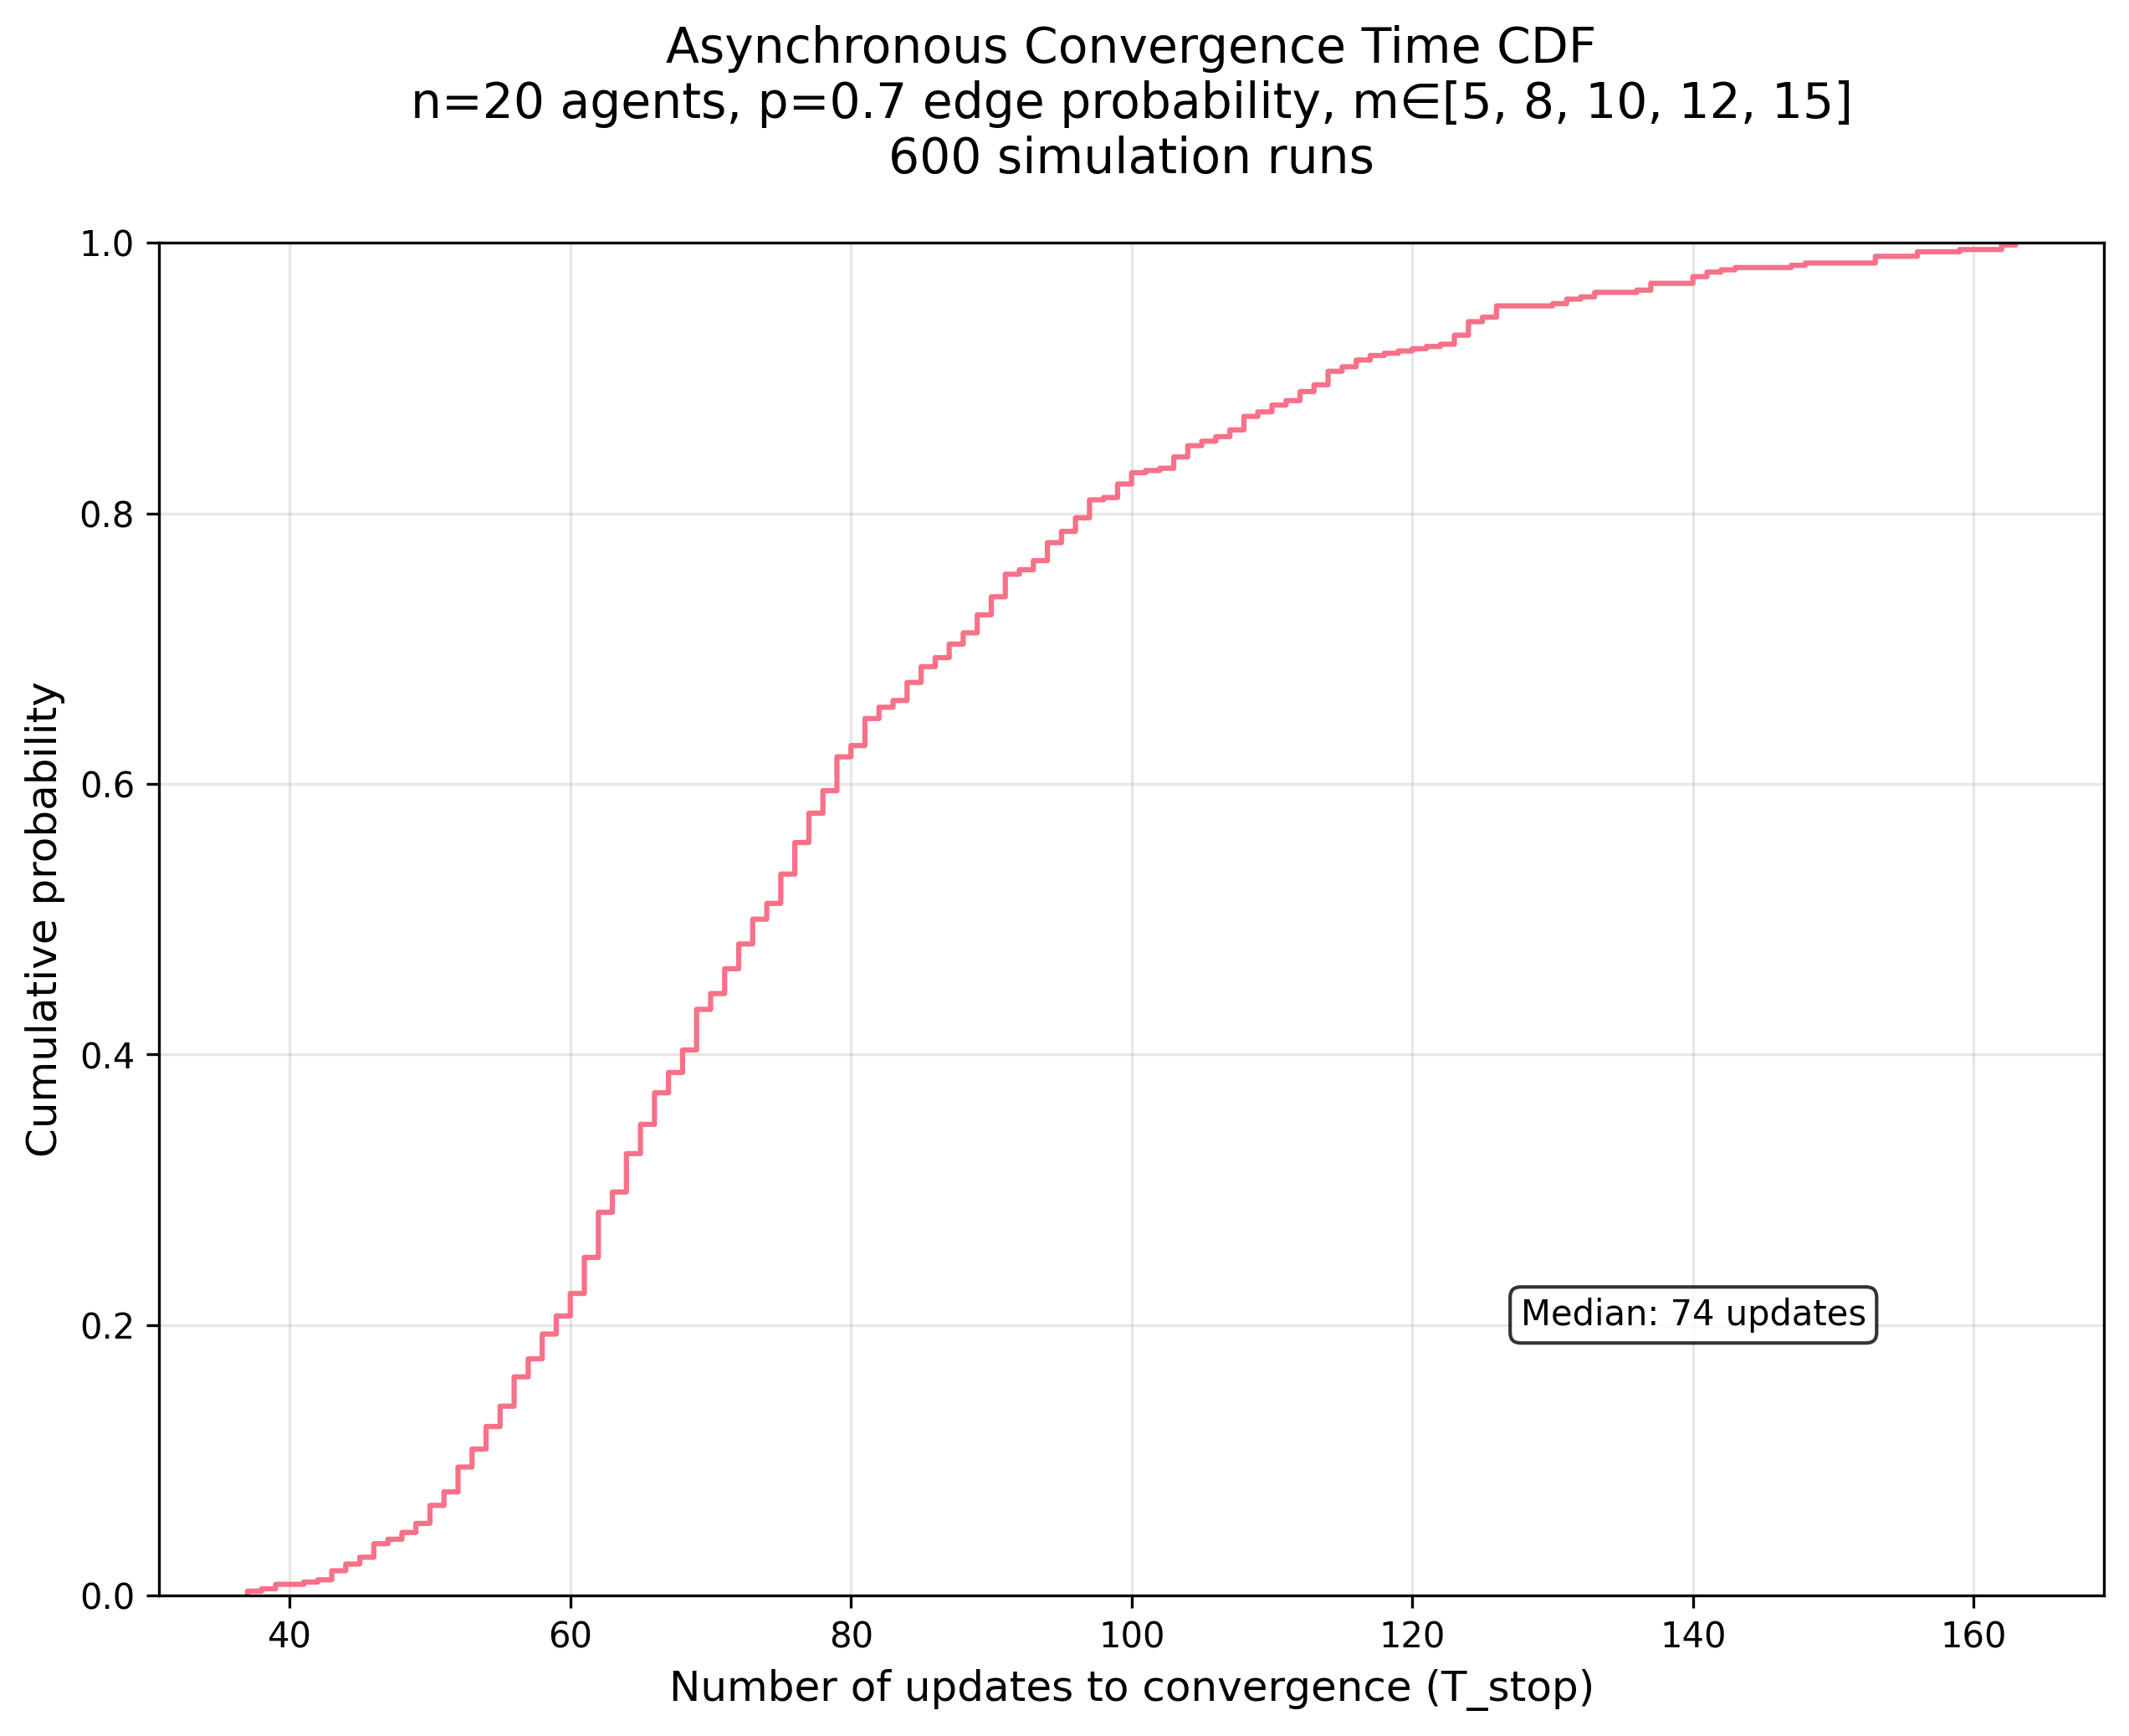 Asynchronous Convergence Time CDF
n=20 agents, p=0.7 edge probability, m∈[5, 8, 10, 12, 15]
600 simulation runs
1.0
0.8
0.6
0.4
0.2
0.0
Cumulative probability
Median: 74 updates
40 60 80 100 120 140 160
Number of updates to convergence (T_stop)